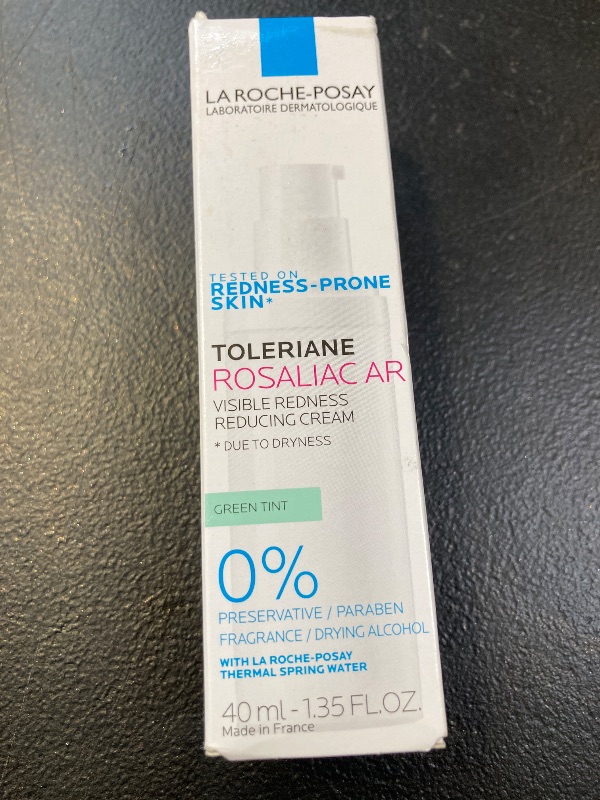 LA ROCHE-POSAY
LABORATOIRE DERMATOLOGIQUE
TESTED ON
REDNESS-PRONE
SKIN*
TOLERIANE
ROSALIAC AR
VISIBLE REDNESS
REDUCING CREAM
* DUE TO DRYNESS
GREEN TINT
0%
PRESERVATIVE / PARABEN
FRAGRANCE / DRYING ALCOHOL
WITH LA ROCHE-POSAY
THERMAL SPRING WATER
40 ml - 1.35 FL.OZ.
Made in France